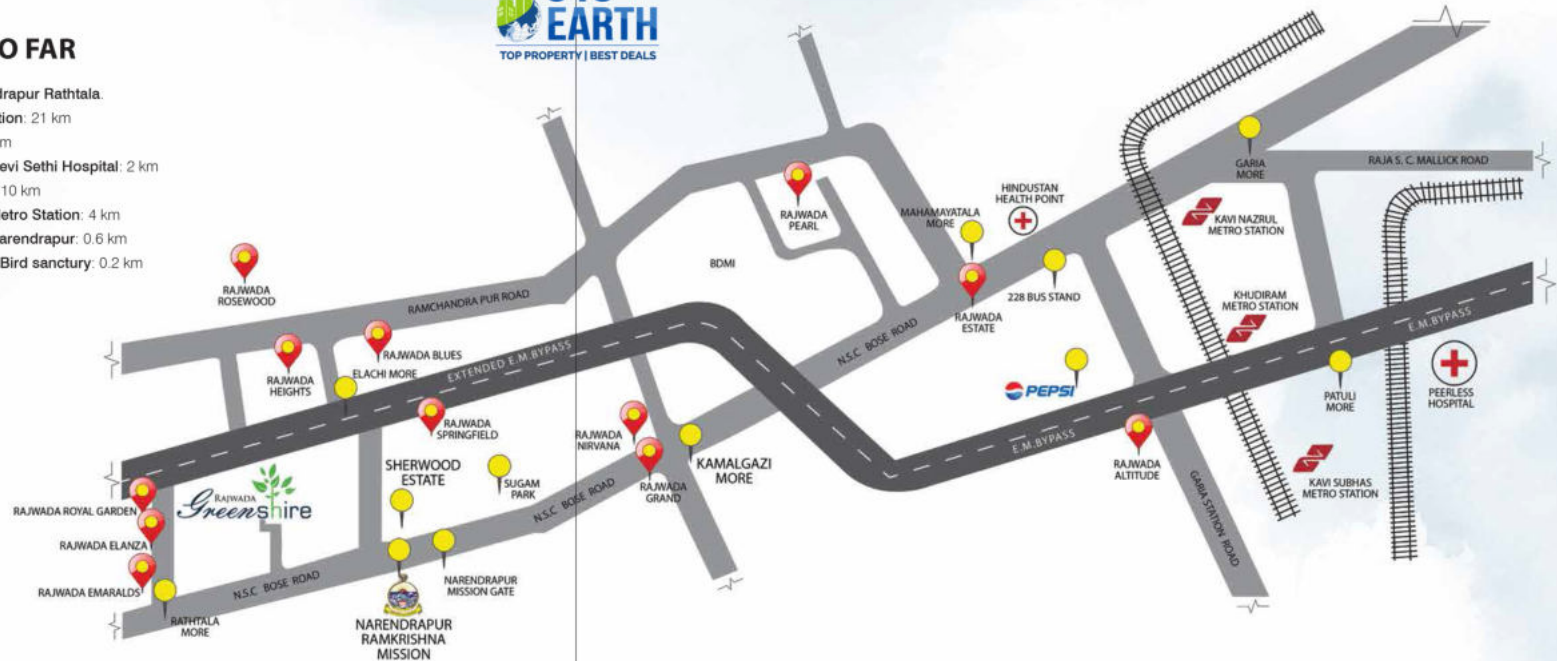 EARTH
TOP PROPERTY | BEST DEALS
O FAR
drapur Rathtala.
tion: 21 km
m
evi Sethi Hospital: 2 km
10 km
etro Station: 4 km
arendrapur: 0.6 km
Bird sanctury: 0.2 km
RAJWADA
ROSEWOOD
RAMCHANDRA PUR ROAD
RAJWADA
HEIGHTS
RAJWADA BLUES
ELACHI MORE
EXTENDED E.M.BYPASS
RAJWADA
SPRINGFIELD
RAJWADA
PEARL
BDMI
MAHAMAYATALA
MORE
HINDUSTAN
HEALTH POINT
RAJWADA
ESTATE
228 BUS STAND
N.S.C BOSE ROAD
GARIA
MORE
RAJA S. C. MALLICK ROAD
KAVI NAZRUL
METRO STATION
KHUDIRAM
METRO STATION
E.M.BYPASS
PEPSI
PATULI
MORE
PEERLESS
HOSPITAL
RAJWADA
NIRVANA
RAJWADA
GRAND
KAMALGAZI
MORE
E.M.BYPASS
RAJWADA
ALTITUDE
GARIA STATION ROAD
KAVI SUBHAS
METRO STATION
SHERWOOD
ESTATE
SUGAM
PARK
N.S.C BOSE ROAD
RAJWADA ROYAL GARDEN
RAJWADA
Greenshire
RAJWADA ELANZA
RAJWADA EMARALDS
RATHTALA
MORE
N.S.C BOSE ROAD
NARENDRAPUR
MISSION GATE
NARENDRAPUR
RAMKRISHNA
MISSION